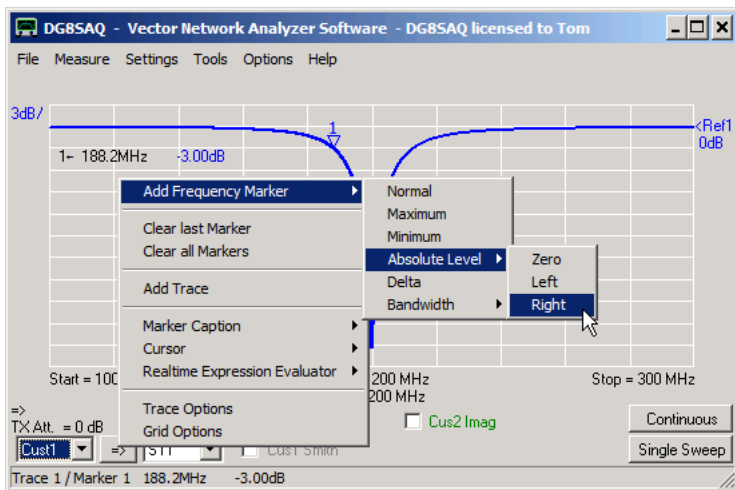 DG8SAQ - Vector Network Analyzer Software - DG8SAQ licensed to Tom
File Measure Settings Tools Options Help
3dB/
1
<Ref1
0dB
1← 188.2MHz -3.00dB
Add Frequency Marker
Clear last Marker
Clear all Markers
Add Trace
Marker Caption
Cursor
Realtime Expression Evaluator
Trace Options
Grid Options
Normal
Maximum
Minimum
Absolute Level
Delta
Bandwidth
Zero
Left
Right
Start = 100
200 MHz
Stop = 300 MHz
200 MHz
=>
TX Att. = 0 dB
Cus2 Imag
Continuous
Cust1
=>
S11
Cus1 Smith
Single Sweep
Trace 1 / Marker 1 188.2MHz -3.00dB